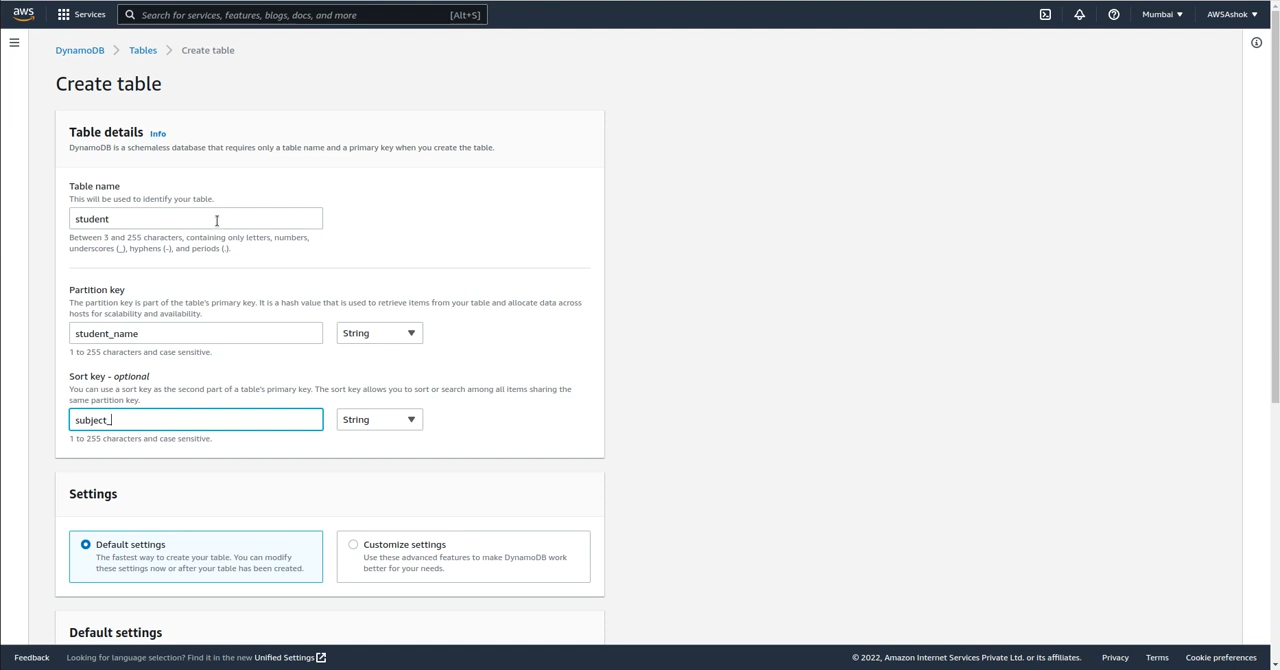 aws
Services
Search for services, features, blogs, docs, and more
[Alt+S]
Mumbai
AWSAshok
DynamoDB
Tables
Create table
Create table
Table details
Info
DynamoDB is a schemaless database that requires only a table name and a primary key when you create the table.
Table name
This will be used to identify your table.
student
Between 3 and 255 characters, containing only letters, numbers,
underscores (_), hyphens (-), and periods (.).
Partition key
The partition key is part of the table's primary key. It is a hash value that is used to retrieve items from your table and allocate data across
hosts for scalability and availability.
student_name
String
1 to 255 characters and case sensitive.
Sort key - optional
You can use a sort key as the second part of a table's primary key. The sort key allows you to sort or search among all items sharing the
same partition key.
subject_
String
1 to 255 characters and case sensitive.
Settings
Default settings
The fastest way to create your table. You can modify
these settings now or after your table has been created.
Customize settings
Use these advanced features to make DynamoDB work
better for your needs.
Default settings
Feedback
Looking for language selection? Find it in the new Unified Settings
© 2022, Amazon Internet Services Private Ltd. or its affiliates.
Privacy
Terms
Cookie preferences